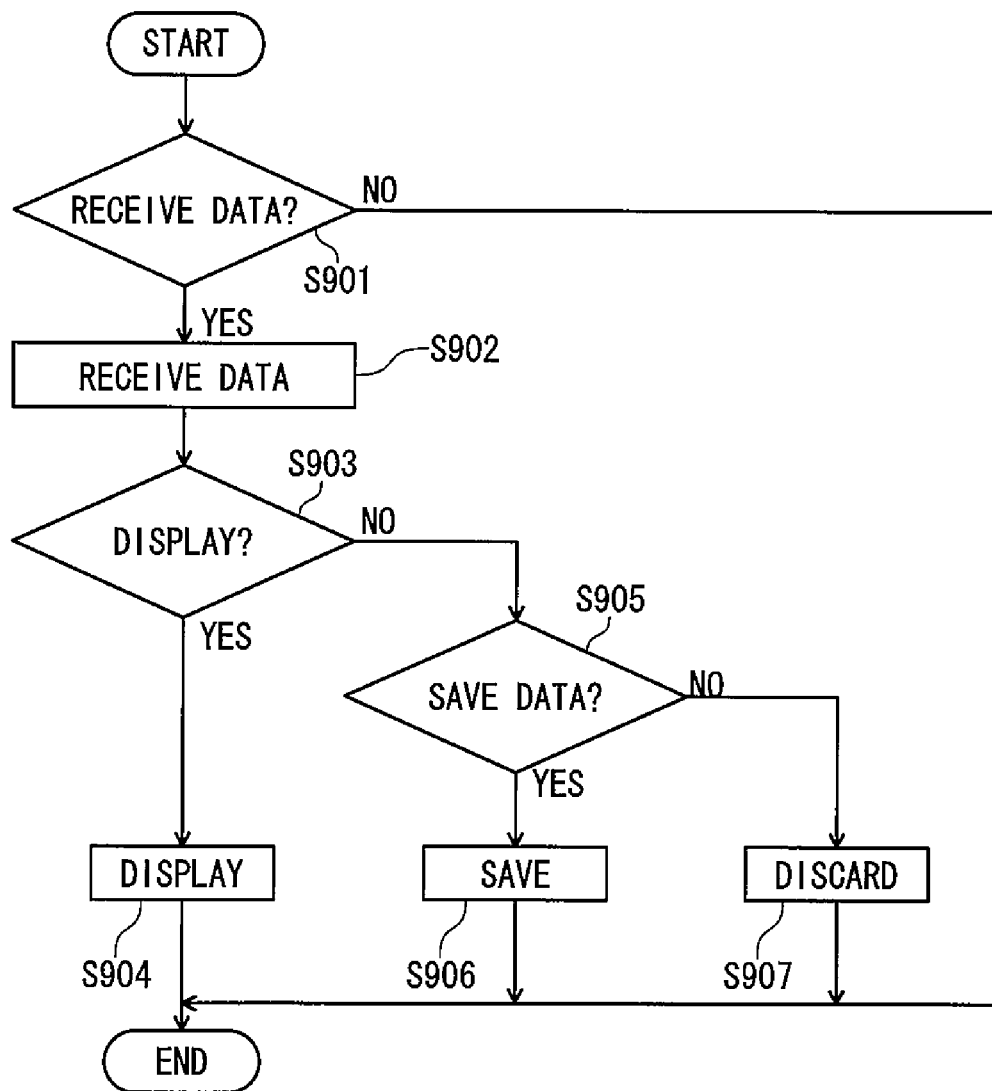 START
RECEIVE DATA?
NO
S901
YES
RECEIVE DATA
S902
S903
DISPLAY?
NO
YES
S905
SAVE DATA?
NO
YES
DISPLAY
SAVE
DISCARD
S904
S906
S907
END